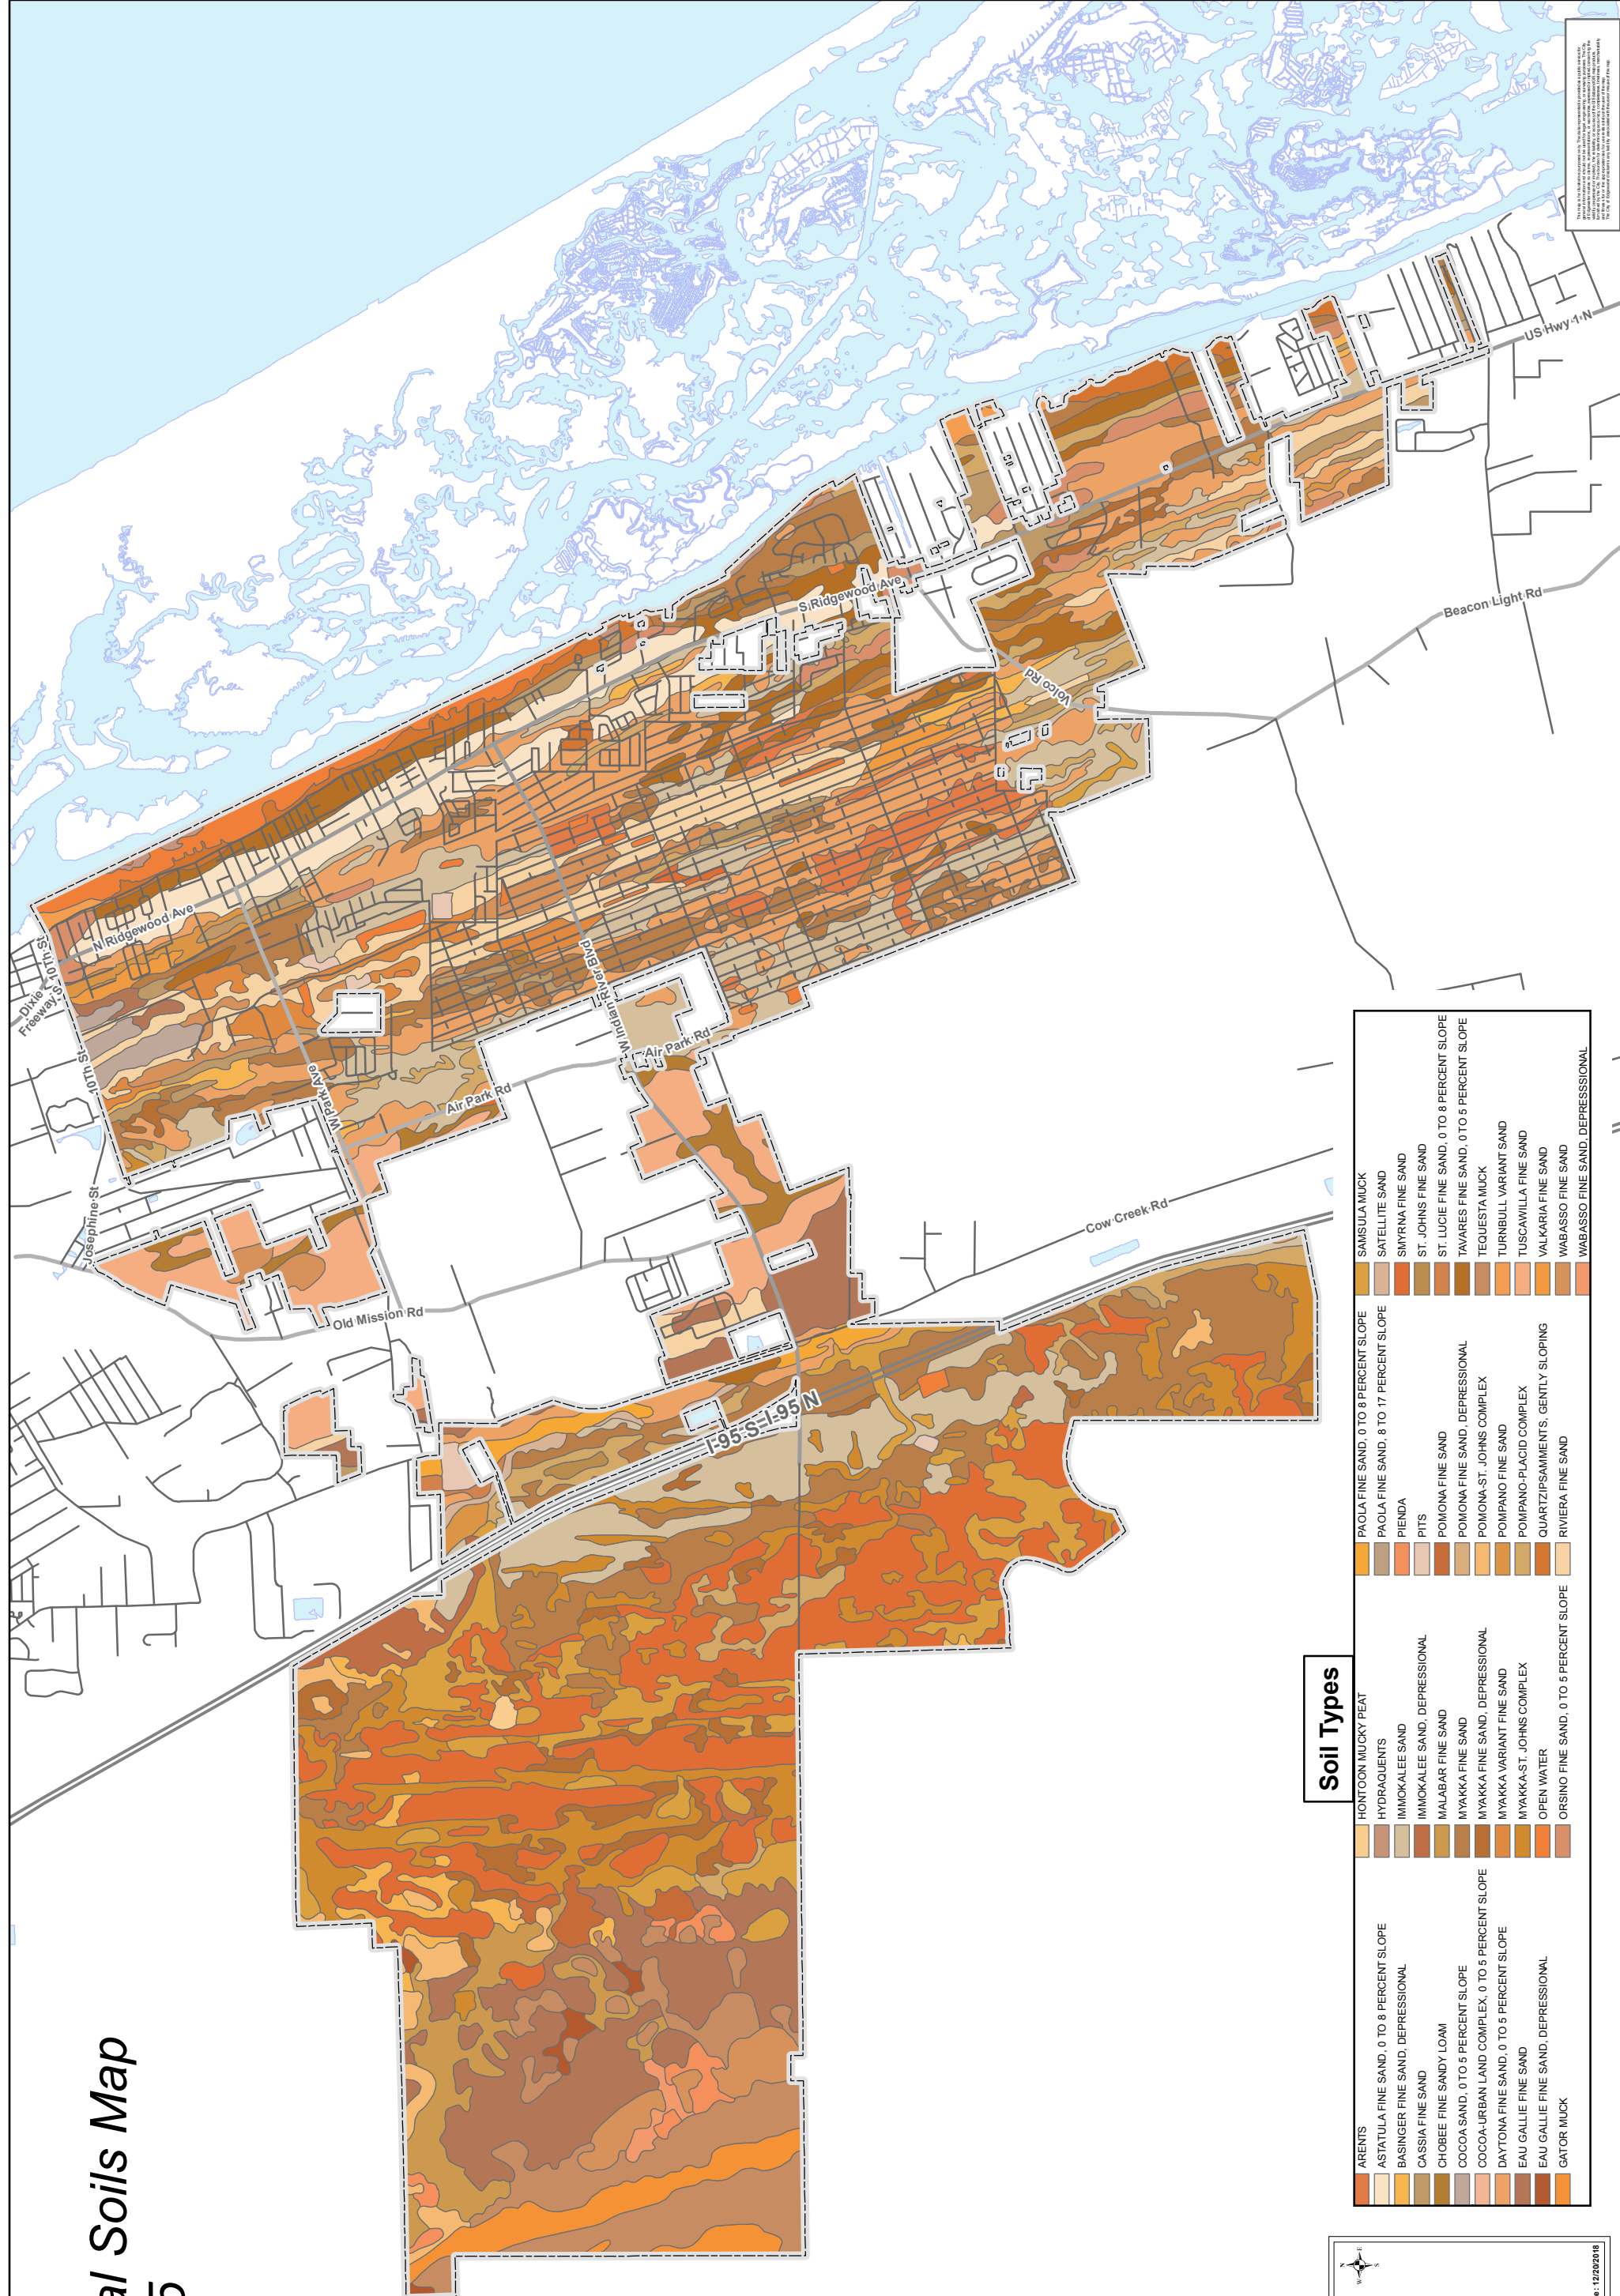 al Soils Map
5
Dixie
Freeway S
10Th St
10Th St
N Ridgewood Ave
W Park Ave
Air Park Rd
Josephine St
Old Mission Rd
W Indian River Blvd
Air Park Rd
S Ridgewood Ave
Volco Rd
US Hwy 1 N
Beacon Light Rd
Cow Creek Rd
I-95 S-I-95 N
Soil Types
ARENTS
ASTATULA FINE SAND, 0 TO 8 PERCENT SLOPE
BASINGER FINE SAND, DEPRESSIONAL
CASSIA FINE SAND
CHOBEE FINE SANDY LOAM
COCOA SAND, 0 TO 5 PERCENT SLOPE
COCOA-URBAN LAND COMPLEX, 0 TO 5 PERCENT SLOPE
DAYTONA FINE SAND, 0 TO 5 PERCENT SLOPE
EAU GALLIE FINE SAND
EAU GALLIE FINE SAND, DEPRESSIONAL
GATOR MUCK
HONTOON MUCKY PEAT
HYDRAQUENTS
IMMOKALEE SAND
IMMOKALEE SAND, DEPRESSIONAL
MALABAR FINE SAND
MYAKKA FINE SAND
MYAKKA FINE SAND, DEPRESSIONAL
MYAKKA VARIANT FINE SAND
MYAKKA-ST. JOHNS COMPLEX
OPEN WATER
ORSINO FINE SAND, 0 TO 5 PERCENT SLOPE
PAOLA FINE SAND, 0 TO 8 PERCENT SLOPE
PAOLA FINE SAND, 8 TO 17 PERCENT SLOPE
PIENDA
PITS
POMONA FINE SAND
POMONA FINE SAND, DEPRESSIONAL
POMONA-ST. JOHNS COMPLEX
POMPANO FINE SAND
POMPANO-PLACID COMPLEX
QUARTZIPSAMMENTS, GENTLY SLOPING
RIVIERA FINE SAND
SAMSULA MUCK
SATELLITE SAND
SMYRNA FINE SAND
ST. JOHNS FINE SAND
ST. LUCIE FINE SAND, 0 TO 8 PERCENT SLOPE
TAVARES FINE SAND, 0 TO 5 PERCENT SLOPE
TEQUESTA MUCK
TURNBULL VARIANT SAND
TUSCAWILLA FINE SAND
VALKARIA FINE SAND
WABASSO FINE SAND
WABASSO FINE SAND, DEPRESSSIONAL
N
W E
S
e: 12/20/2018